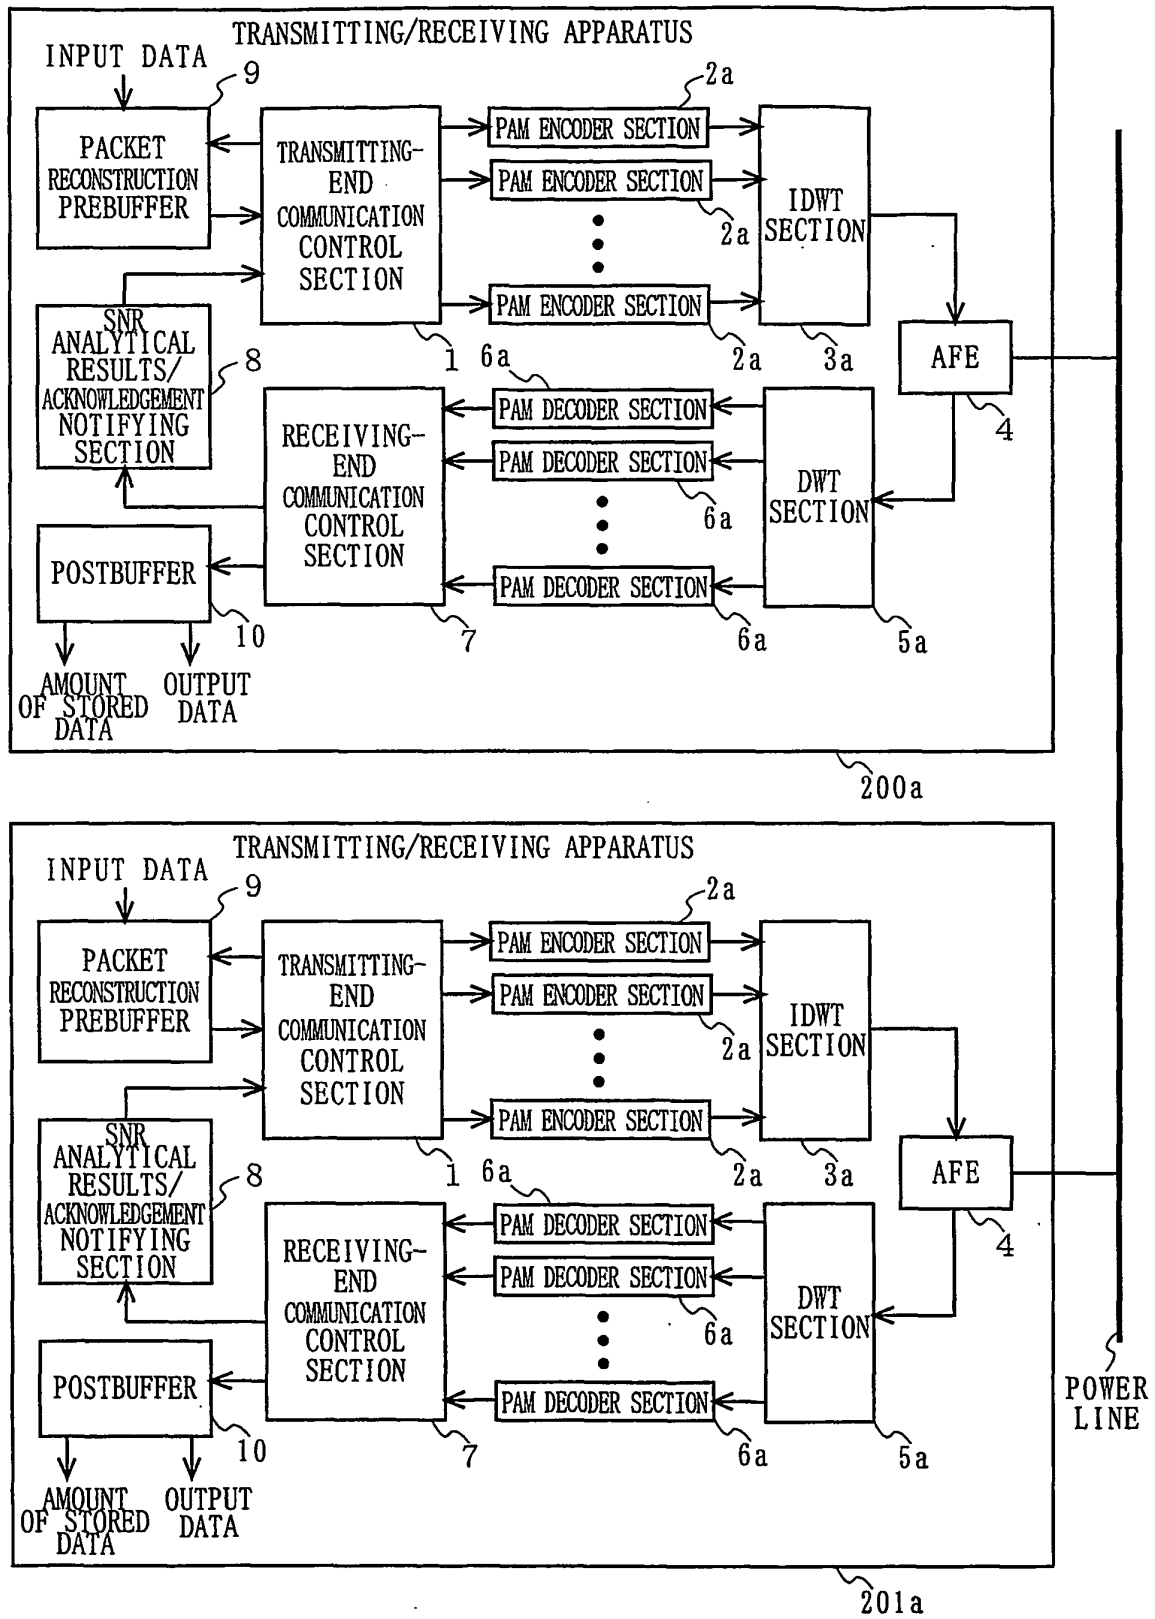 TRANSMITTING/RECEIVING APPARATUS
INPUT DATA
9
PACKET
RECONSTRUCTION
PREBUFFER
TRANSMITTING-
END
COMMUNICATION
CONTROL
SECTION
1
2a
PAM ENCODER SECTION
PAM ENCODER SECTION
2a
PAM ENCODER SECTION
2a
IDWT
SECTION
3a
AFE
4
SNR
ANALYTICAL
RESULTS/
ACKNOWLEDGEMENT
NOTIFYING
SECTION
8
RECEIVING-
END
COMMUNICATION
CONTROL
SECTION
7
6a
PAM DECODER SECTION
PAM DECODER SECTION
6a
PAM DECODER SECTION
6a
DWT
SECTION
5a
POSTBUFFER
10
AMOUNT
OF STORED
DATA
OUTPUT
DATA
200a
TRANSMITTING/RECEIVING APPARATUS
INPUT DATA
9
PACKET
RECONSTRUCTION
PREBUFFER
TRANSMITTING-
END
COMMUNICATION
CONTROL
SECTION
1
2a
PAM ENCODER SECTION
PAM ENCODER SECTION
2a
PAM ENCODER SECTION
2a
IDWT
SECTION
3a
AFE
4
SNR
ANALYTICAL
RESULTS/
ACKNOWLEDGEMENT
NOTIFYING
SECTION
8
RECEIVING-
END
COMMUNICATION
CONTROL
SECTION
7
6a
PAM DECODER SECTION
PAM DECODER SECTION
6a
PAM DECODER SECTION
6a
DWT
SECTION
5a
POSTBUFFER
10
AMOUNT
OF STORED
DATA
OUTPUT
DATA
POWER
LINE
201a